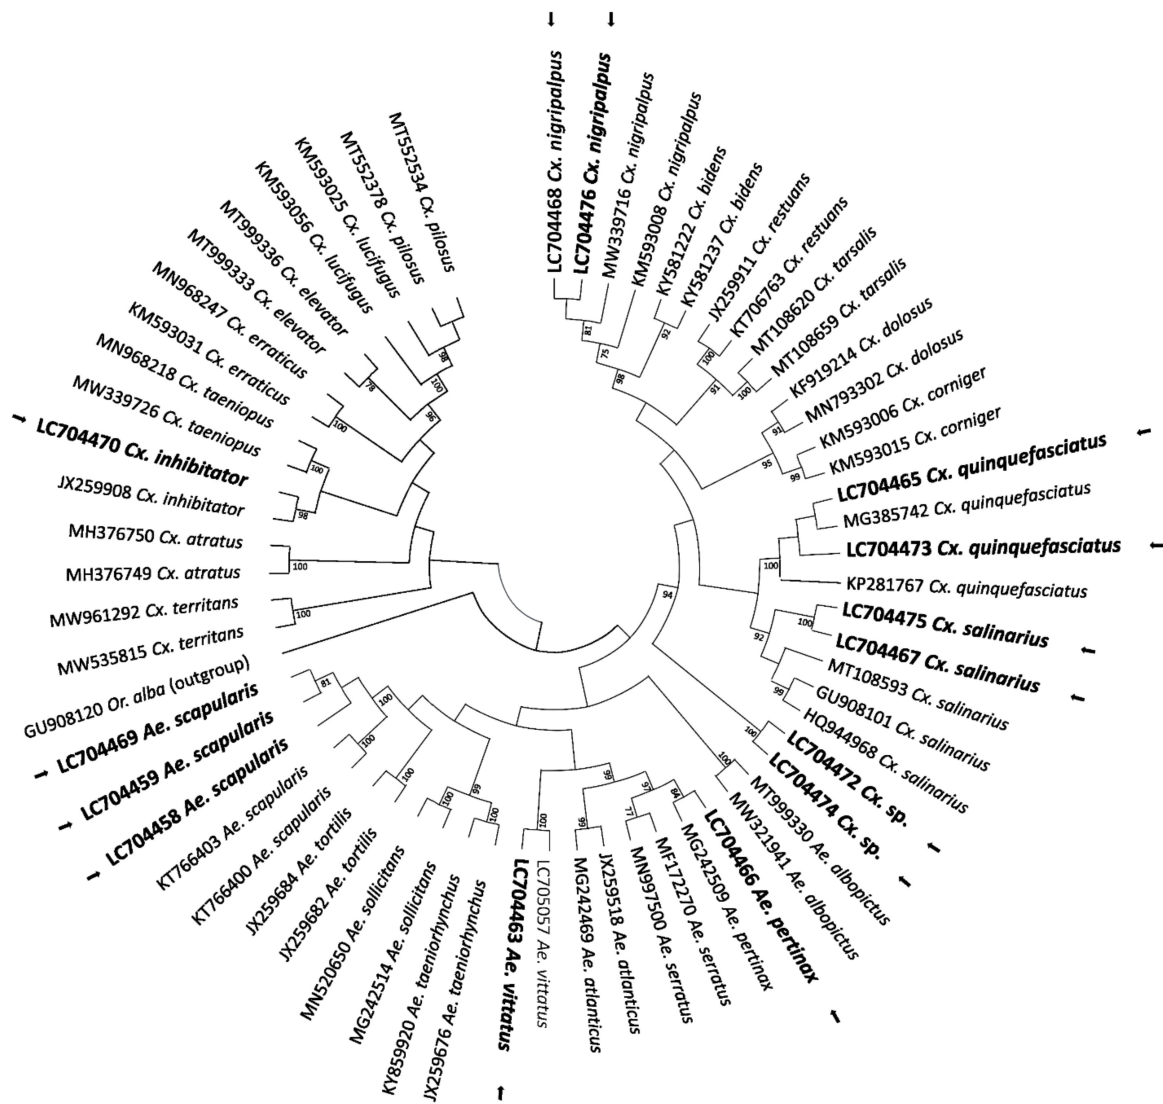 LC704468 Cx. nigripalpus
LC704476 Cx. nigripalpus
MW339716 Cx. nigripalpus
KM593008 Cx. nigripalpus
KY581222 Cx. bidens
KY581237 Cx. bidens
JX259911 Cx. restuans
KT706763 Cx. restuans
MT108620 Cx. tarsalis
MT108659 Cx. tarsalis
KF919214 Cx. dolosus
MN793302 Cx. dolosus
KM593006 Cx. corniger
KM593015 Cx. corniger
LC704465 Cx. quinquefasciatus
MG385742 Cx. quinquefasciatus
LC704473 Cx. quinquefasciatus
KP281767 Cx. quinquefasciatus
LC704475 Cx. salinarius
LC704467 Cx. salinarius
MT108593 Cx. salinarius
GU908101 Cx. salinarius
HQ944968 Cx. salinarius
LC704472 Cx. sp.
LC704474 Cx. sp.
MT999330 Ae. albopictus
MW321941 Ae. albopictus
LC704466 Ae. pertinax
MG242509 Ae. pertinax
MF172270 Ae. serratus
MN997500 Ae. serratus
JX259518 Ae. atlanticus
MG242469 Ae. atlanticus
LC705057 Ae. vittatus
LC704463 Ae. vittatus
JX259676 Ae. taeniorhynchus
KY859920 Ae. taeniorhynchus
MG242514 Ae. sollicitans
MN520650 Ae. sollicitans
JX259682 Ae. tortilis
JX259684 Ae. tortilis
KT766400 Ae. scapularis
KT766403 Ae. scapularis
LC704458 Ae. scapularis
LC704459 Ae. scapularis
LC704469 Ae. scapularis
GU908120 Or. alba (outgroup)
MW535815 Cx. territans
MW961292 Cx. territans
MH376749 Cx. atratus
MH376750 Cx. atratus
JX259908 Cx. inhibitator
LC704470 Cx. inhibitator
MW339726 Cx. taeniopus
MN968218 Cx. taeniopus
KM593031 Cx. erraticus
MN968247 Cx. erraticus
MT999333 Cx. elevator
MT999336 Cx. elevator
KM593056 Cx. lucifugus
KM593025 Cx. lucifugus
MT552378 Cx. pilosus
MT552534 Cx. pilosus
81
75
98
92
100
91
100
91
95
99
100
100
92
99
94
100
100
84
97
77
99
99
100
100
99
100
100
100
100
81
100
100
98
100
100
78
96
100
98